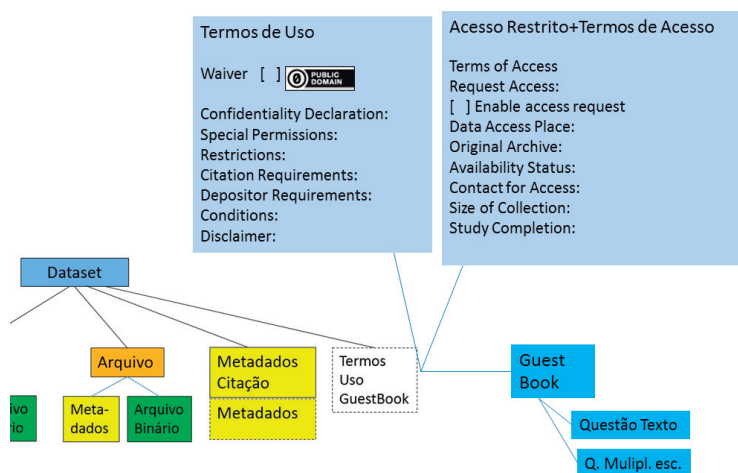 Termos de Uso
Waiver [ ] 0 PUBLIC DOMAIN
Confidentiality Declaration:
Special Permissions:
Restrictions:
Citation Requirements:
Depositor Requirements:
Conditions:
Disclaimer:
Acesso Restrito+Termos de Acesso
Terms of Access
Request Access:
[ ] Enable access request
Data Access Place:
Original Archive:
Availability Status:
Contact for Access:
Size of Collection:
Study Completion:
Dataset
Arquivo
Metadados
Citação
Termos
Uso
GuestBook
Guest
Book
ivo
rio
Meta-
dados
Arquivo
Binário
Metadados
Questão Texto
Q. Mulipl. esc.